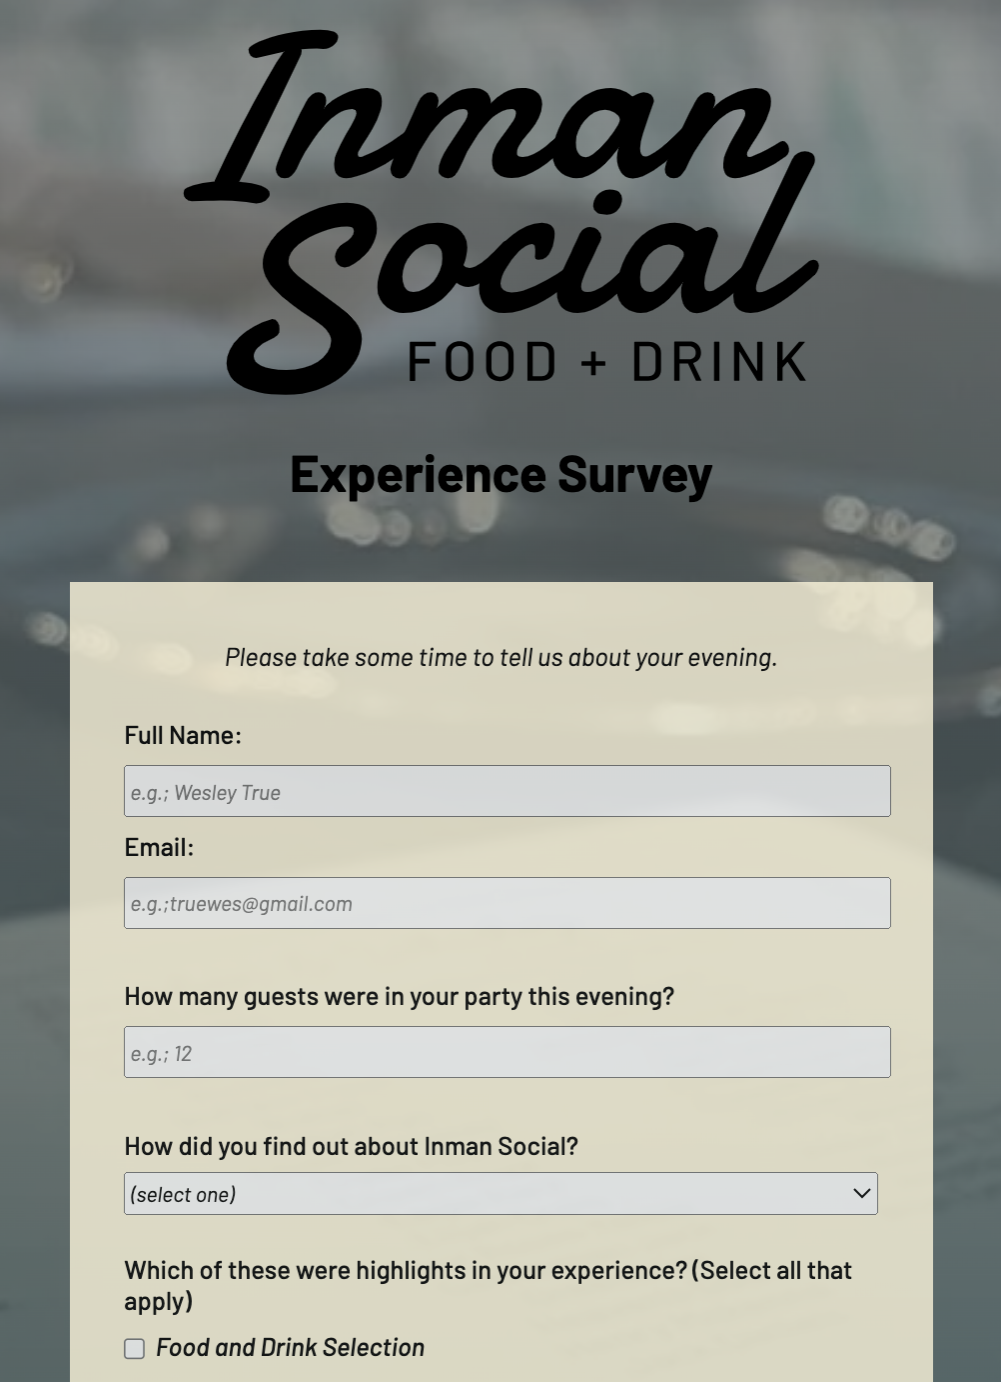 Inman
Social
FOOD + DRINK
Experience Survey
Please take some time to tell us about your evening.
Full Name:
e.g.; Wesley True
Email:
e.g.;truewes@gmail.com
How many guests were in your party this evening?
e.g.; 12
How did you find out about Inman Social?
(select one)
Which of these were highlights in your experience? (Select all that
apply)
Food and Drink Selection